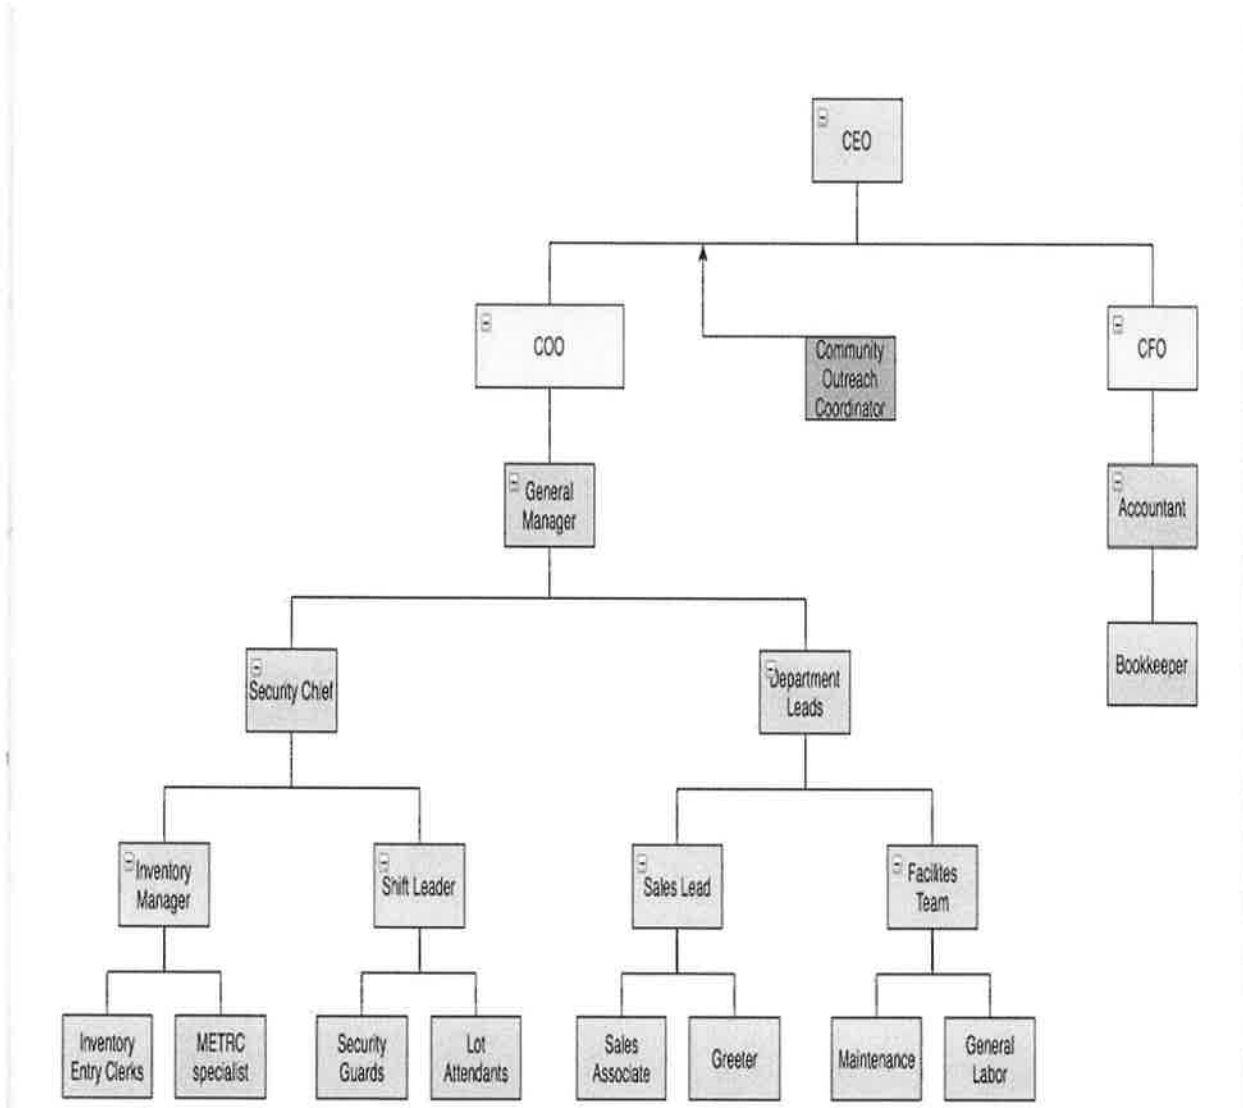 CEO
COO
Community
Outreach
Coordinator
CFO
General
Manager
Accountant
Security Chief
Department
Leads
Bookkeeper
Inventory
Manager
Shift Leader
Sales Lead
Facilites
Team
Inventory
Entry Clerks
METRC
specialist
Security
Guards
Lot
Attendants
Sales
Associate
Greeter
Maintenance
General
Labor